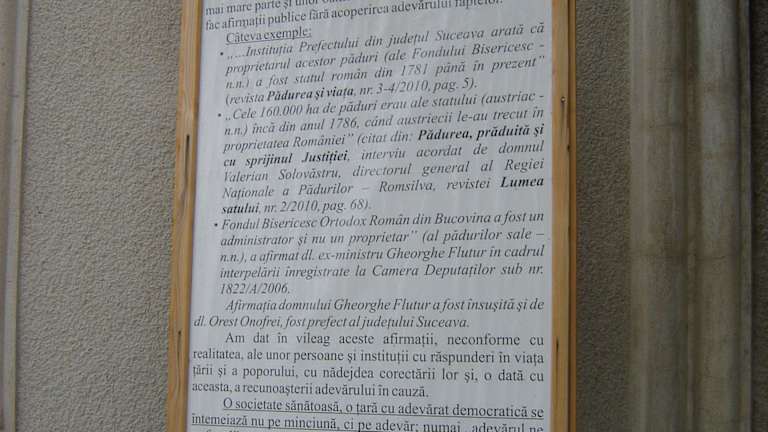 mai mare parte și unor
fac afirmații publice fără acoperirea adevărului faptelor.
Câteva exemple:
• „...Instituția Prefectului din județul Suceava arată că
proprietarul acestor păduri (ale Fondului Bisericesc -
n.n.) a fost statul român din 1781 până în prezent”
(revista Pădurea și viața, nr. 3-4/2010, pag. 5).
• „Cele 160.000 ha de păduri erau ale statului (austriac -
n.n.) încă din anul 1786, când austriecii le-au trecut în
proprietatea României” (citat din: Pădurea, prăduită și
cu sprijinul Justiției, interviu acordat de domnul
Valerian Solovăstru, directorul general al Regiei
Naționale a Pădurilor – Romsilva, revistei Lumea
satului, nr. 2/2010, pag. 68).
• Fondul Bisericesc Ortodox Român din Bucovina a fost un
administrator și nu un proprietar” (al pădurilor sale –
n.n.), a afirmat dl. ex-ministru Gheorghe Flutur în cadrul
interpelării înregistrate la Camera Deputaților sub nr.
1822/A/2006.
Afirmația domnului Gheorghe Flutur a fost însușită și de
dl. Orest Onofrei, fost prefect al județului Suceava.
Am dat în vileag aceste afirmații, neconforme cu
realitatea, ale unor persoane și instituții cu răspunderi în viața
țării și a poporului, cu nădejdea corectării lor și, o dată cu
aceasta, a recunoașterii adevărului în cauză.
O societate sănătoasă, o țară cu adevărat democratică se
întemeiază nu pe minciună, ci pe adevăr; numai „adevărul ne